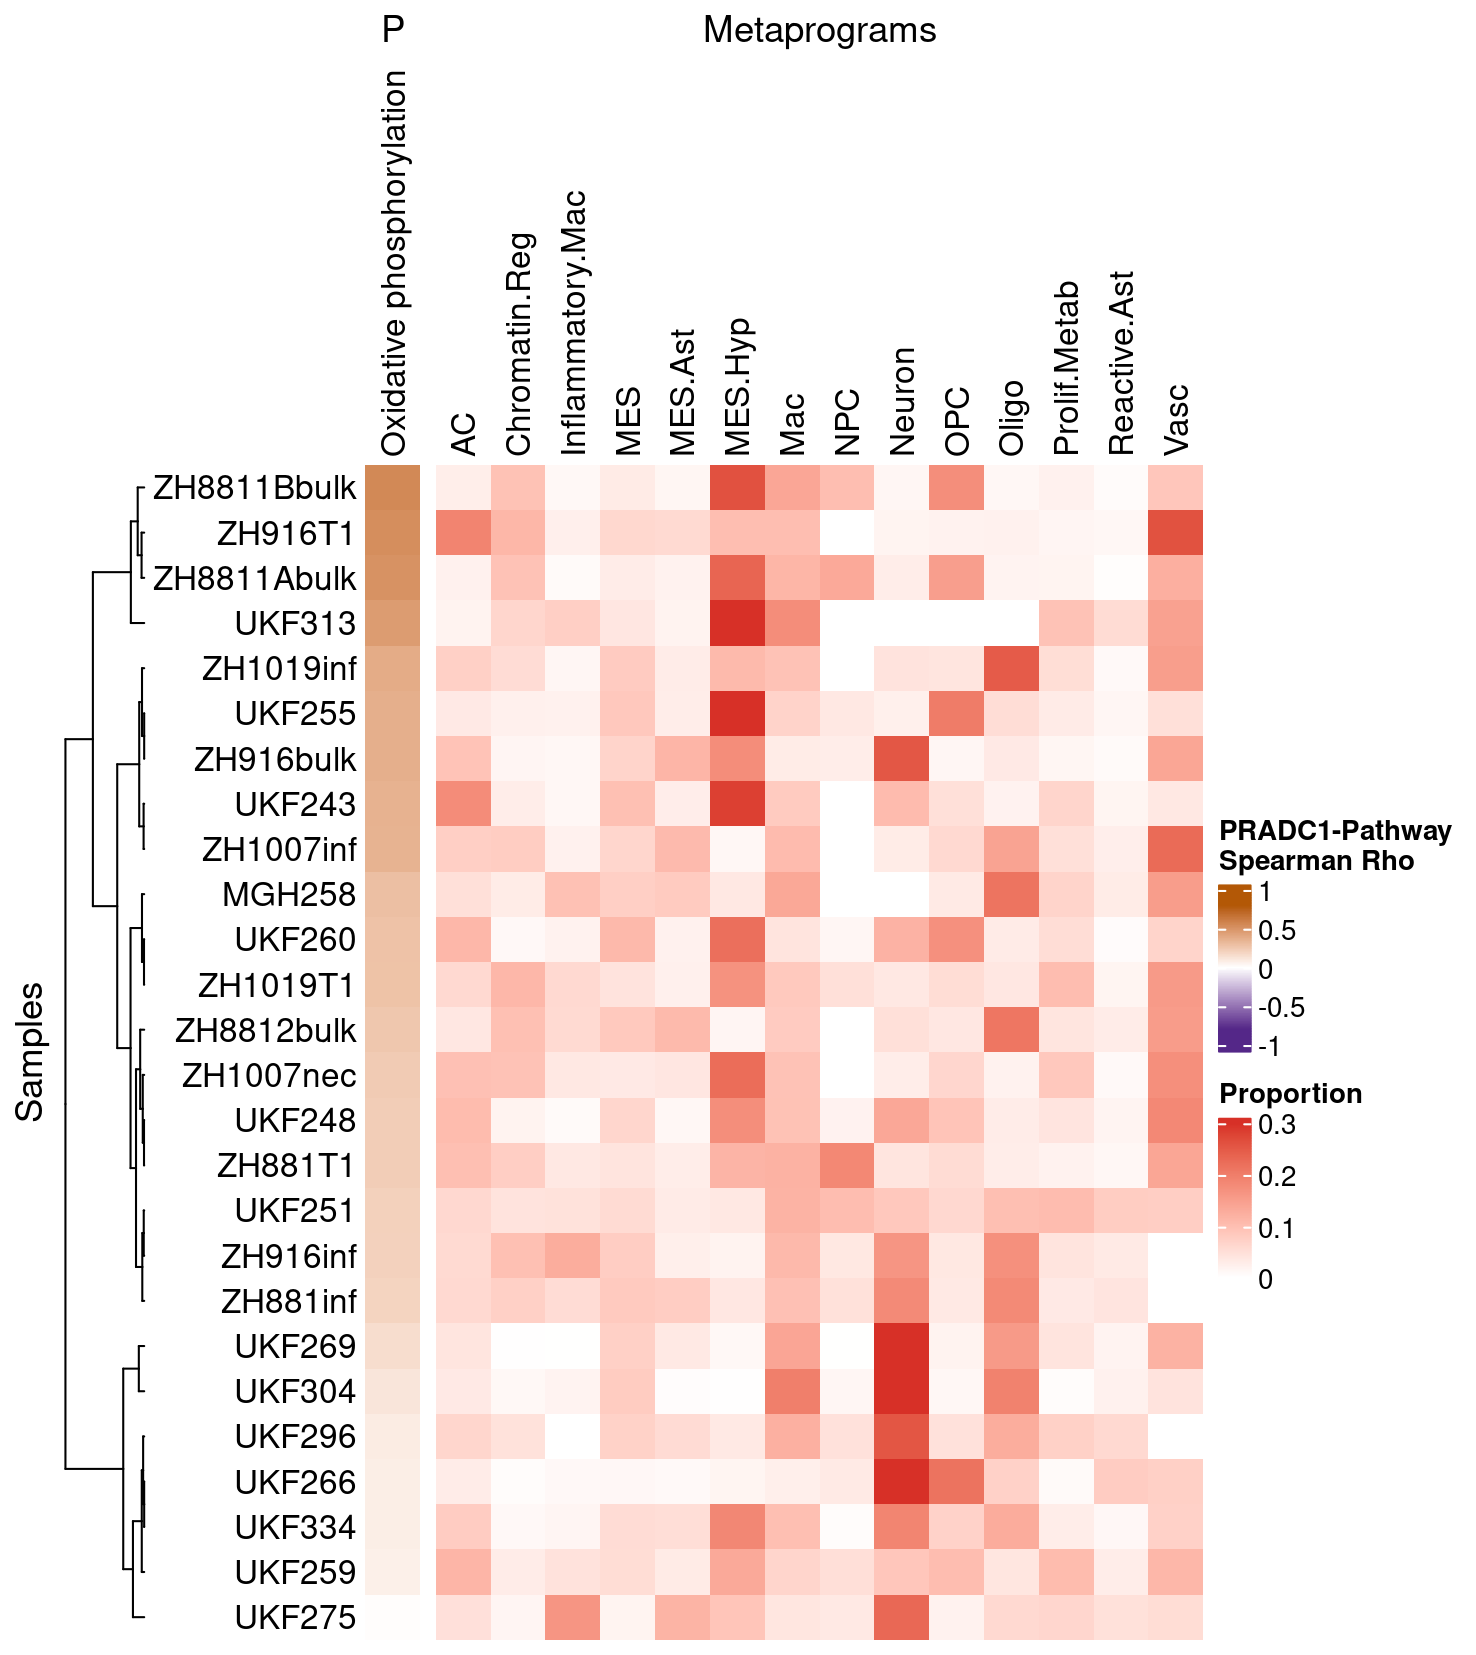 P
Metaprograms
Oxidative phosphorylation
AC
Chromatin.Reg
Inflammatory.Mac
MES
MES.Ast
MES.Hyp
Mac
NPC
Neuron
OPC
Oligo
Prolif.Metab
Reactive.Ast
Vasc
Samples
ZH8811Bbulk
ZH916T1
ZH8811Abulk
UKF313
ZH1019inf
UKF255
ZH916bulk
UKF243
ZH1007inf
MGH258
UKF260
ZH1019T1
ZH8812bulk
ZH1007nec
UKF248
ZH881T1
UKF251
ZH916inf
ZH881inf
UKF269
UKF304
UKF296
UKF266
UKF334
UKF259
UKF275
PRADC1-Pathway
Spearman Rho
1
0.5
0
-0.5
-1
Proportion
0.3
0.2
0.1
0